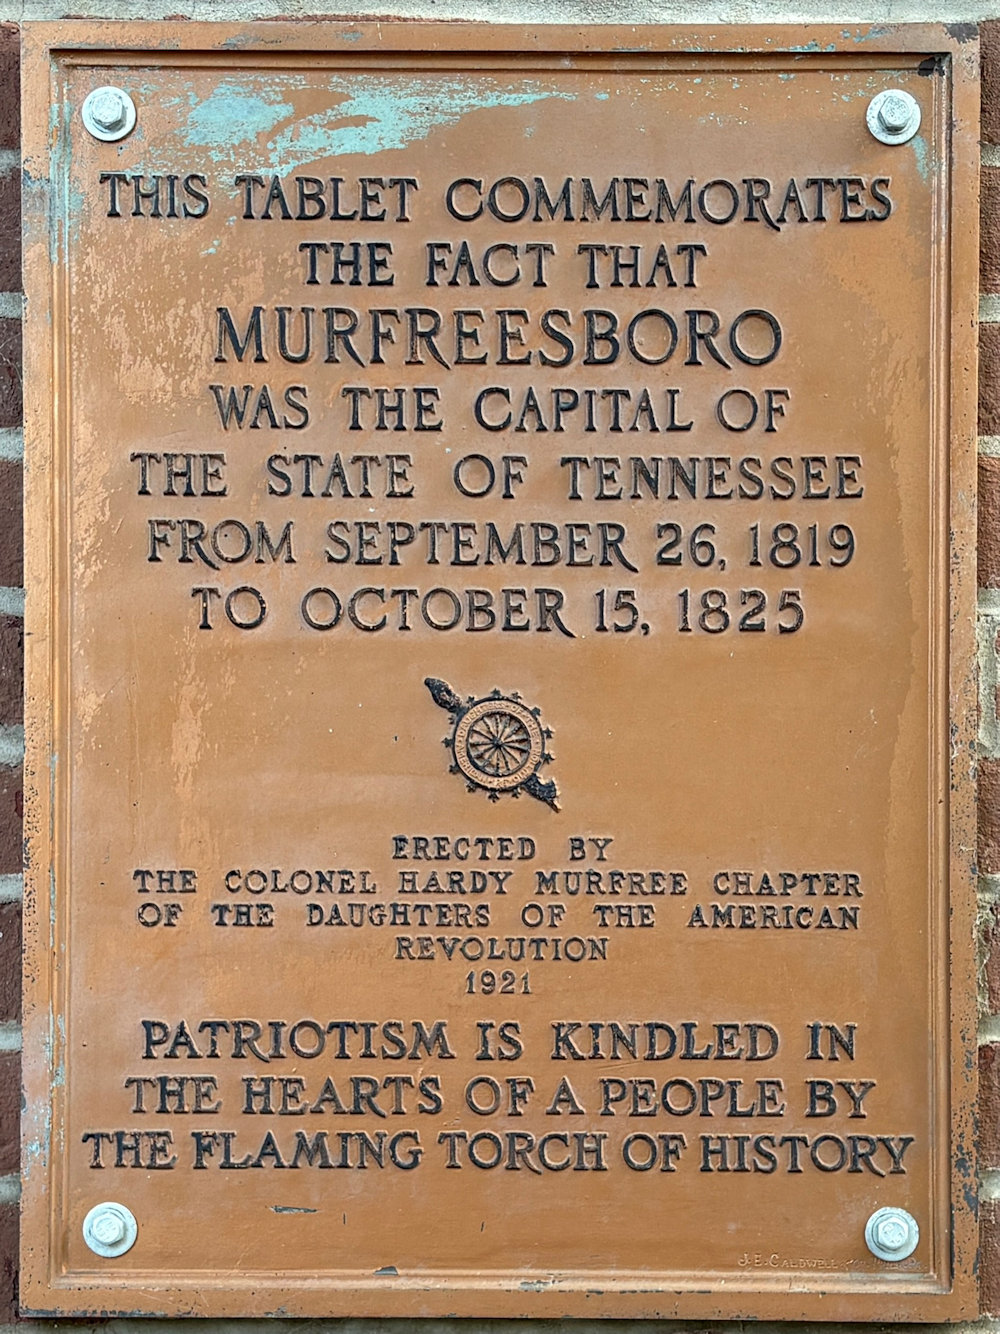 THIS TABLET COMMEMORATES
THE FACT THAT
MURFREESBORO
WAS THE CAPITAL OF
THE STATE OF TENNESSEE
FROM SEPTEMBER 26, 1819
TO OCTOBER 15, 1825
ERECTED BY
THE COLONEL HARDY MURFREE CHAPTER
OF THE DAUGHTERS OF THE AMERICAN
REVOLUTION
1921
PATRIOTISM IS KINDLED IN
THE HEARTS OF A PEOPLE BY
THE FLAMING TORCH OF HISTORY
J.E. CALDWELL